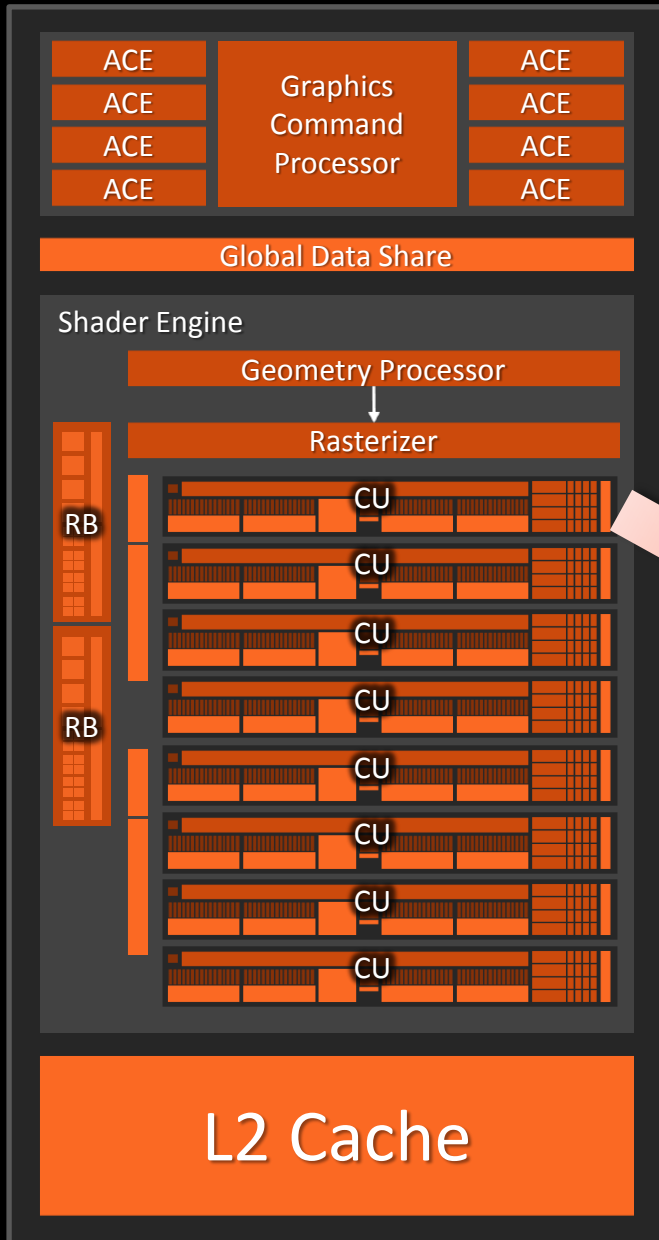 ACE
ACE
ACE
ACE
Graphics
Command
Processor
ACE
ACE
ACE
ACE
Global Data Share
Shader Engine
Geometry Processor
Rasterizer
RB
RB
CU
CU
CU
CU
CU
CU
CU
CU
L2 Cache